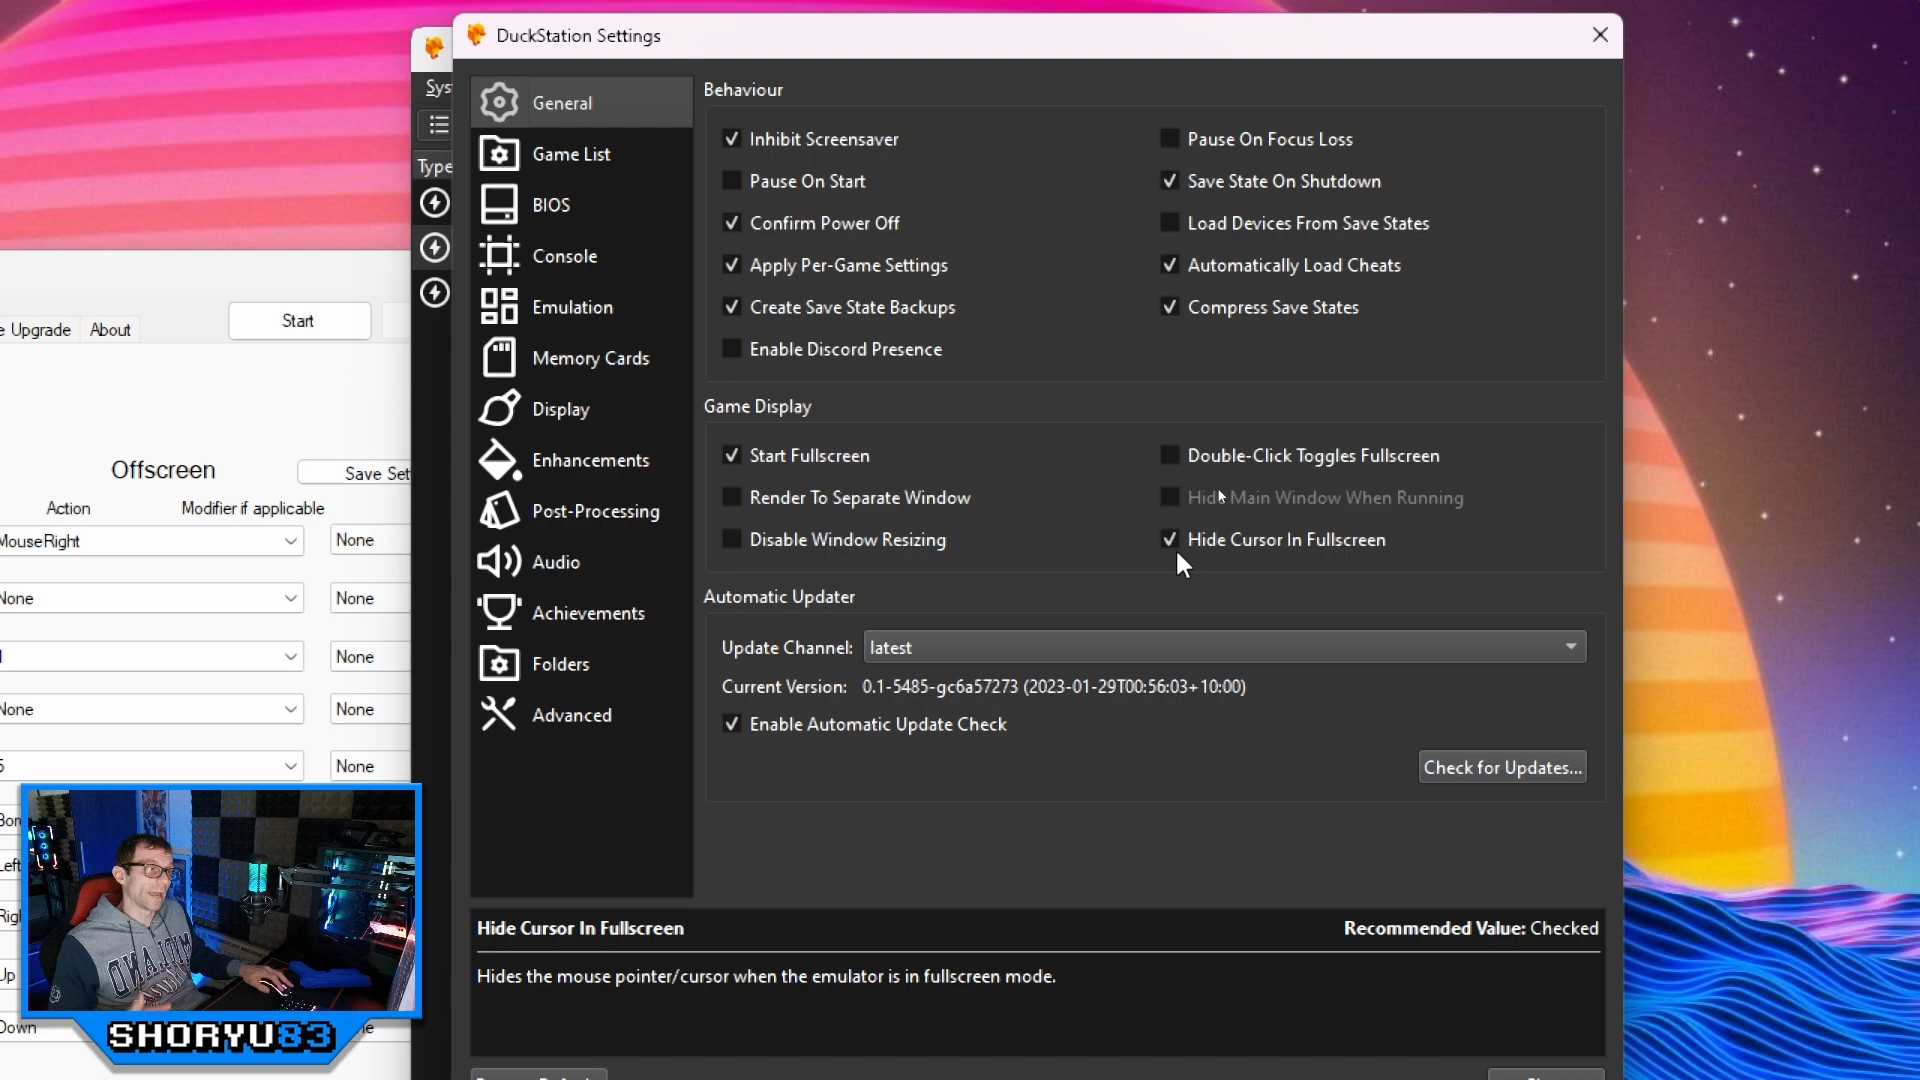 DuckStation Settings
Sys
Type
General
Game List
BIOS
Console
Emulation
Memory Cards
Display
Enhancements
Post-Processing
Audio
Achievements
Folders
Advanced
Behaviour
Inhibit Screensaver
Pause On Focus Loss
Pause On Start
Save State On Shutdown
Confirm Power Off
Load Devices From Save States
Apply Per-Game Settings
Automatically Load Cheats
Create Save State Backups
Compress Save States
Enable Discord Presence
Game Display
Start Fullscreen
Double-Click Toggles Fullscreen
Render To Separate Window
Hide Main Window When Running
Disable Window Resizing
Hide Cursor In Fullscreen
Automatic Updater
Update Channel: latest
Current Version: 0.1-5485-gc6a57273 (2023-01-29T00:56:03+10:00)
Enable Automatic Update Check
Check for Updates...
Hide Cursor In Fullscreen
Recommended Value: Checked
Hides the mouse pointer/cursor when the emulator is in fullscreen mode.
e Upgrade
About
Start
Offscreen
Save Set
Action
Modifier if applicable
MouseRight
None
None
None
None
None
None
None
Left
Up
Down
MIDLAND
SHORYU83